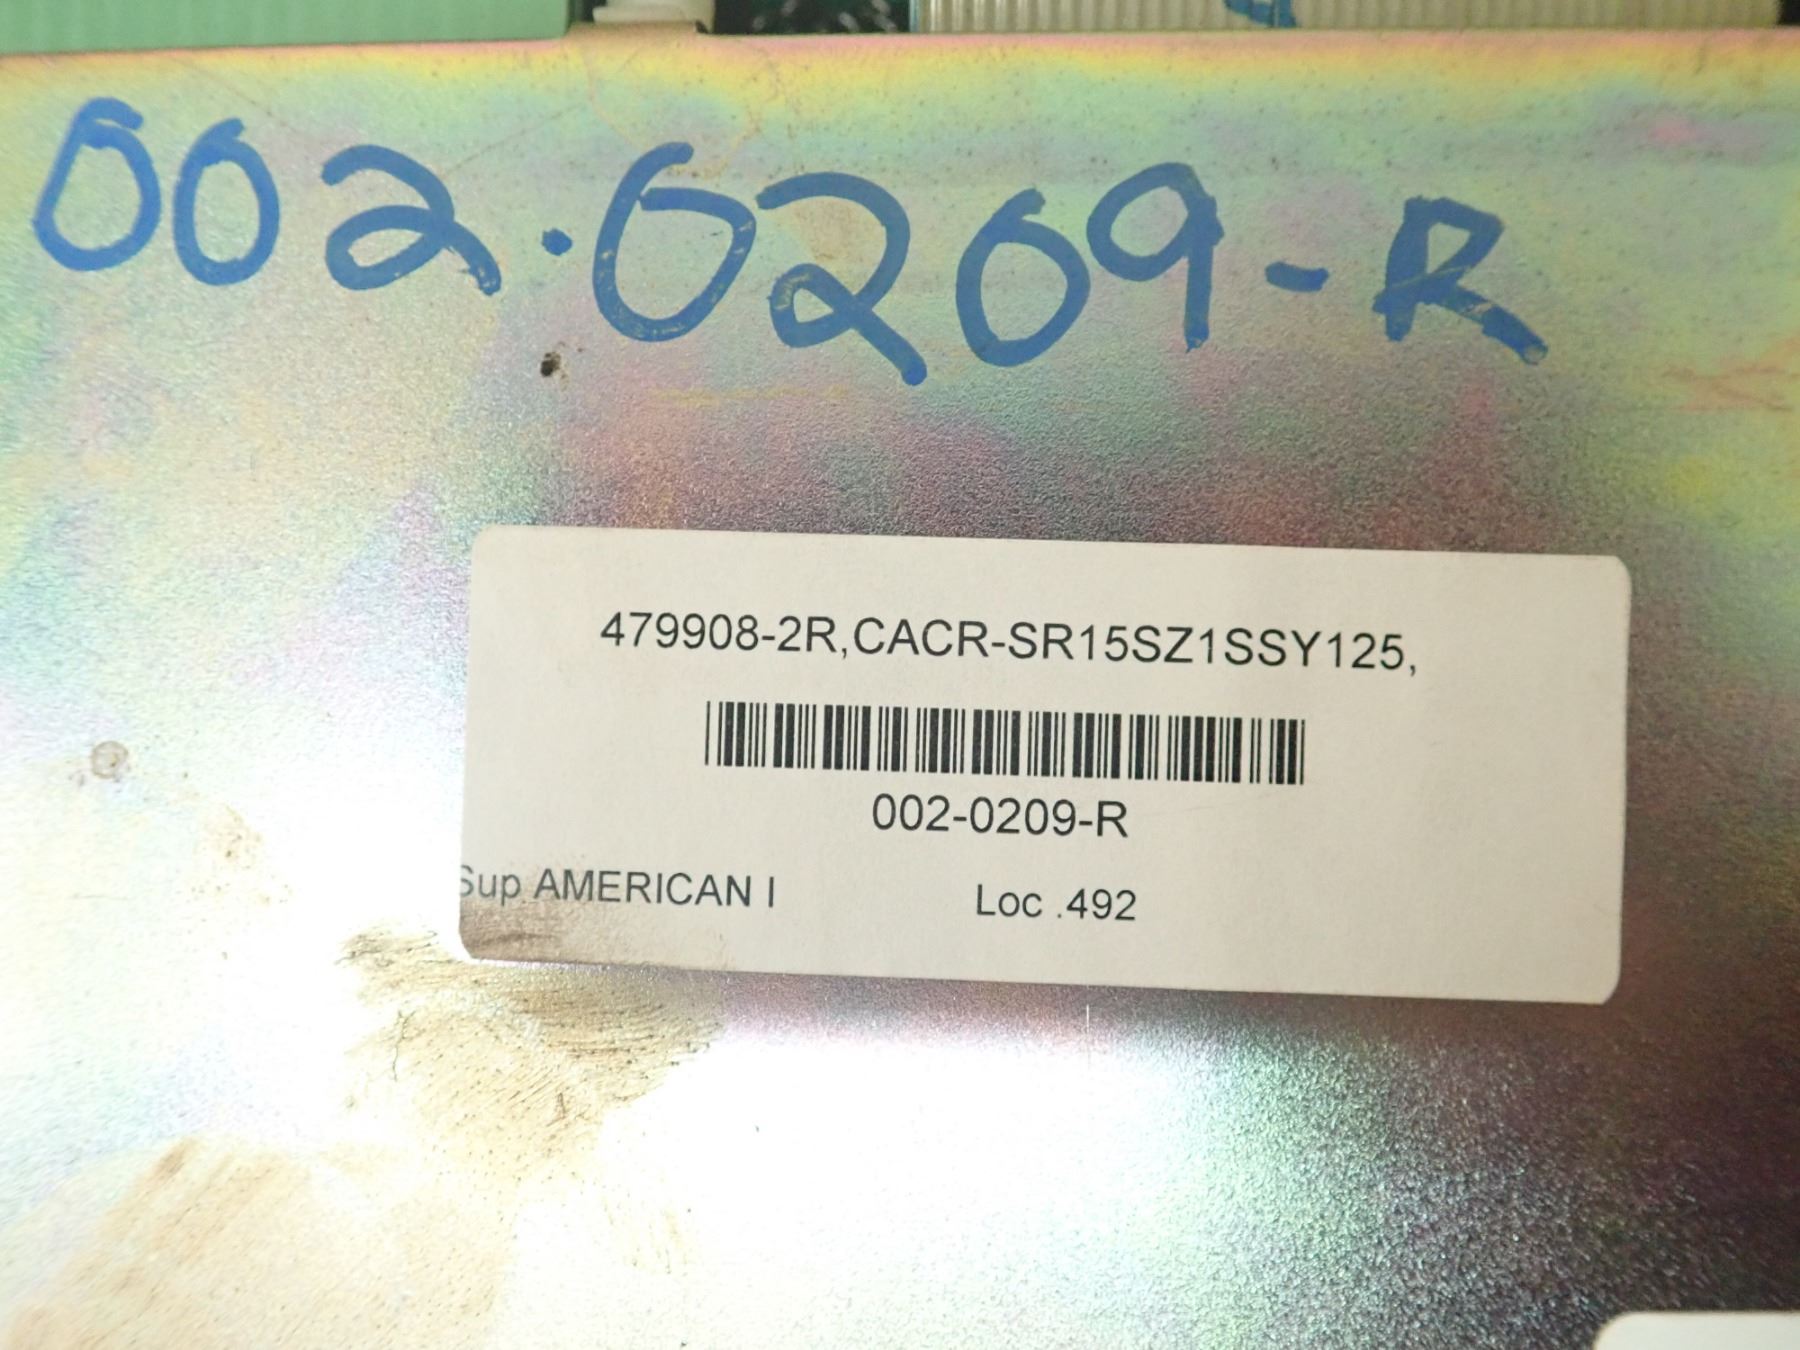 002.0209-R
479908-2R,CACR-SR15SZ1SSY125,
002-0209-R
Sup AMERICAN I Loc .492